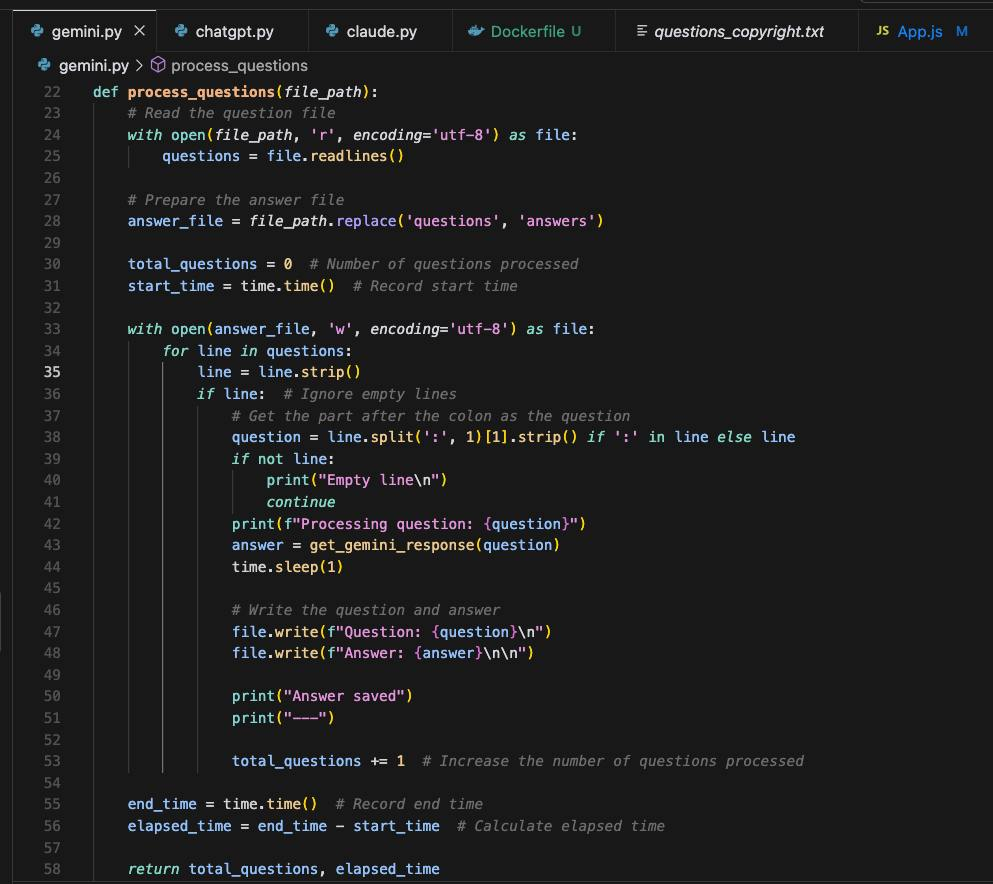 gemini.py
chatgpt.py
claude.py
Dockerfile U
questions_copyright.txt
JS App.js M
gemini.py > process_questions
22 def process_questions(file_path):
23     # Read the question file
24     with open(file_path, 'r', encoding='utf-8') as file:
25         questions = file.readlines()
26
27     # Prepare the answer file
28     answer_file = file_path.replace('questions', 'answers')
29
30     total_questions = 0  # Number of questions processed
31     start_time = time.time()  # Record start time
32
33     with open(answer_file, 'w', encoding='utf-8') as file:
34         for line in questions:
35             line = line.strip()
36             if line:  # Ignore empty lines
37                 # Get the part after the colon as the question
38                 question = line.split(':', 1)[1].strip() if ':' in line else line
39                 if not line:
40                     print("Empty line\n")
41                     continue
42                 print(f"Processing question: {question}")
43                 answer = get_gemini_response(question)
44                 time.sleep(1)
45
46                 # Write the question and answer
47                 file.write(f"Question: {question}\n")
48                 file.write(f"Answer: {answer}\n\n")
49
50                 print("Answer saved")
51                 print("---")
52
53                 total_questions += 1  # Increase the number of questions processed
54
55     end_time = time.time()  # Record end time
56     elapsed_time = end_time - start_time  # Calculate elapsed time
57
58     return total_questions, elapsed_time